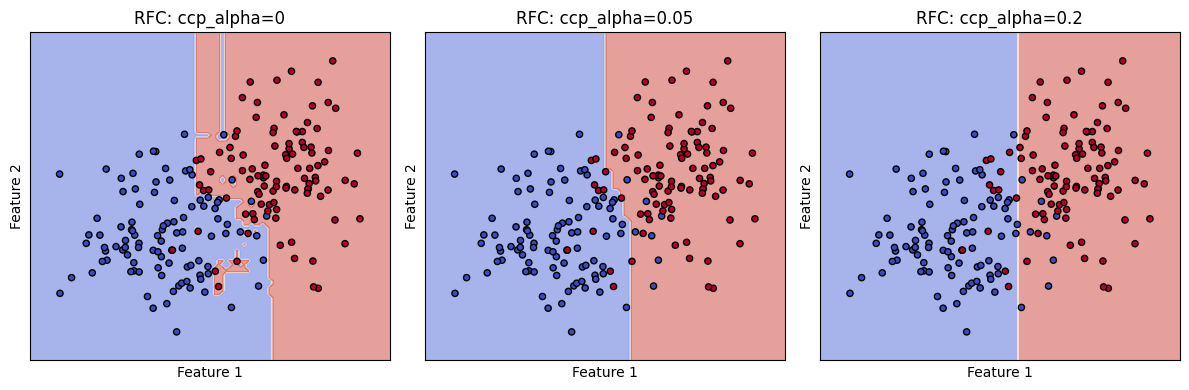 RFC: ccp_alpha=0
RFC: ccp_alpha=0.05
RFC: ccp_alpha=0.2
Feature 2
Feature 2
Feature 2
Feature 1
Feature 1
Feature 1